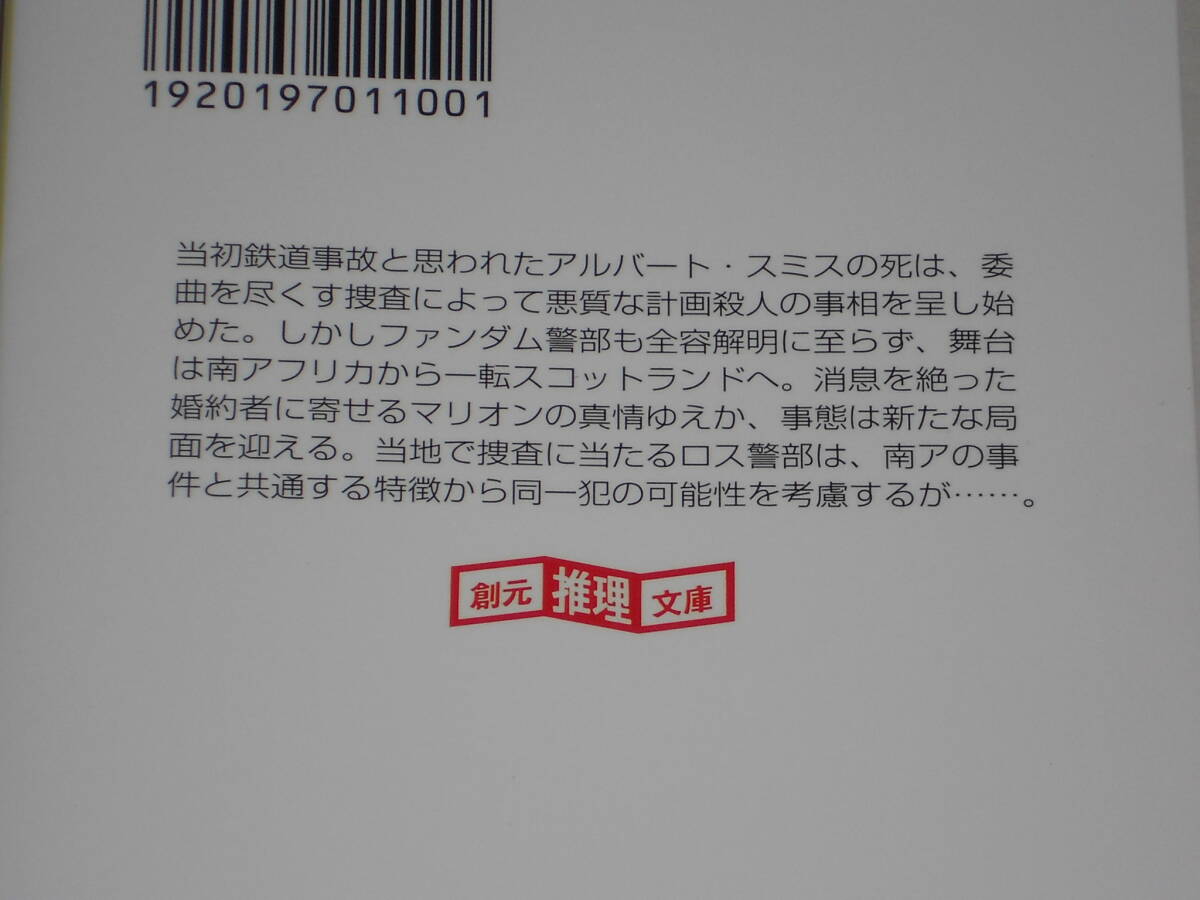 1920197011001
当初鉄道事故と思われたアルバート・スミスの死は、委
曲を尽くす捜査によって悪質な計画殺人の事相を呈し始
めた。しかしファンダム警部も全容解明に至らず、舞台
は南アフリカから一転スコットランドへ。消息を絶った
婚約者に寄せるマリオンの真情ゆえか、事態は新たな局
面を迎える。当地で捜査に当たるロス警部は、南アの事
件と共通する特徴から同一犯の可能性を考慮するが……。
創元推理文庫